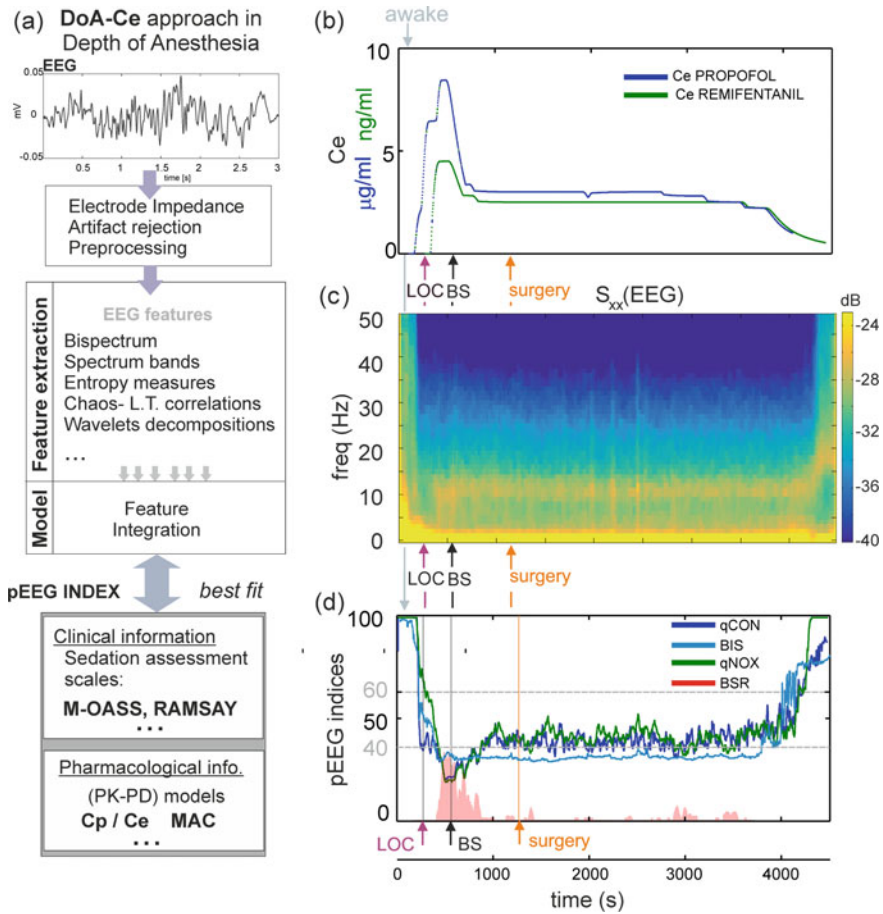 (a) DoA-Ce approach in
Depth of Anesthesia
EEG
0.05
0
-0.05
mV
0
0.5
1
1.5
2
2.5
3
time [s]
Electrode Impedance
Artifact rejection
Preprocessing
Feature extraction
EEG features
Bispectrum
Spectrum bands
Entropy measures
Chaos- L.T. correlations
Wavelets decompositions
...
Model
Feature
Integration
pEEG INDEX
best fit
Clinical information
Sedation assessment
scales:
M-OASS, RAMSAY
...
Pharmacological info.
(PK-PD) models
Cp / Ce MAC
...
awake
(b)
10
5
0
Ce
µg/ml ng/ml
Ce PROPOFOL
Ce REMIFENTANIL
LOC BS surgery
(c)
Sxx(EEG)
dB
50
40
30
20
10
0
freq (Hz)
-24
-28
-32
-36
-40
LOC BS surgery
(d)
100
60
50
40
0
pEEG indices
qCON
BIS
qNOX
BSR
LOC BS surgery
0 1000 2000 3000 4000
time (s)